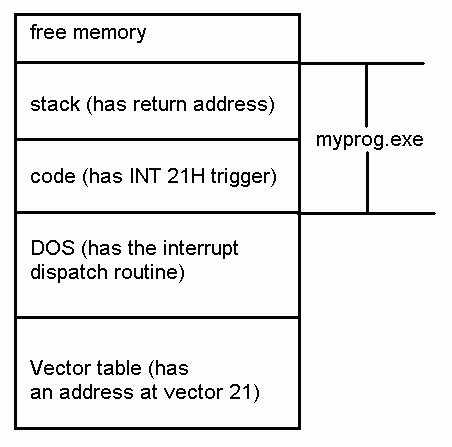 free memory
stack (has return address)
myprog.exe
code (has INT 21H trigger)
DOS (has the interrupt
dispatch routine)
Vector table (has
an address at vector 21)